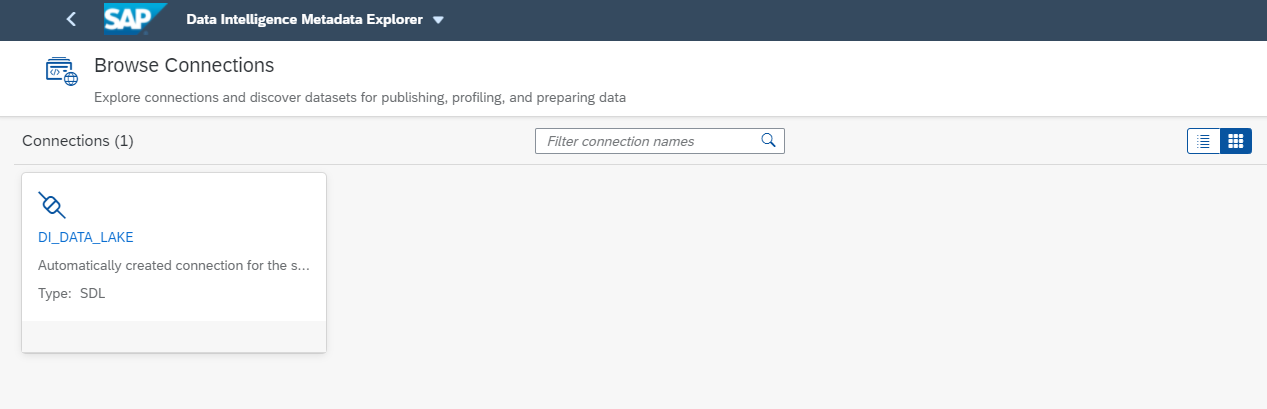 SAP Data Intelligence Metadata Explorer
Browse Connections
Explore connections and discover datasets for publishing, profiling, and preparing data
Connections (1)
Filter connection names
DI_DATA_LAKE
Automatically created connection for the s...
Type: SDL